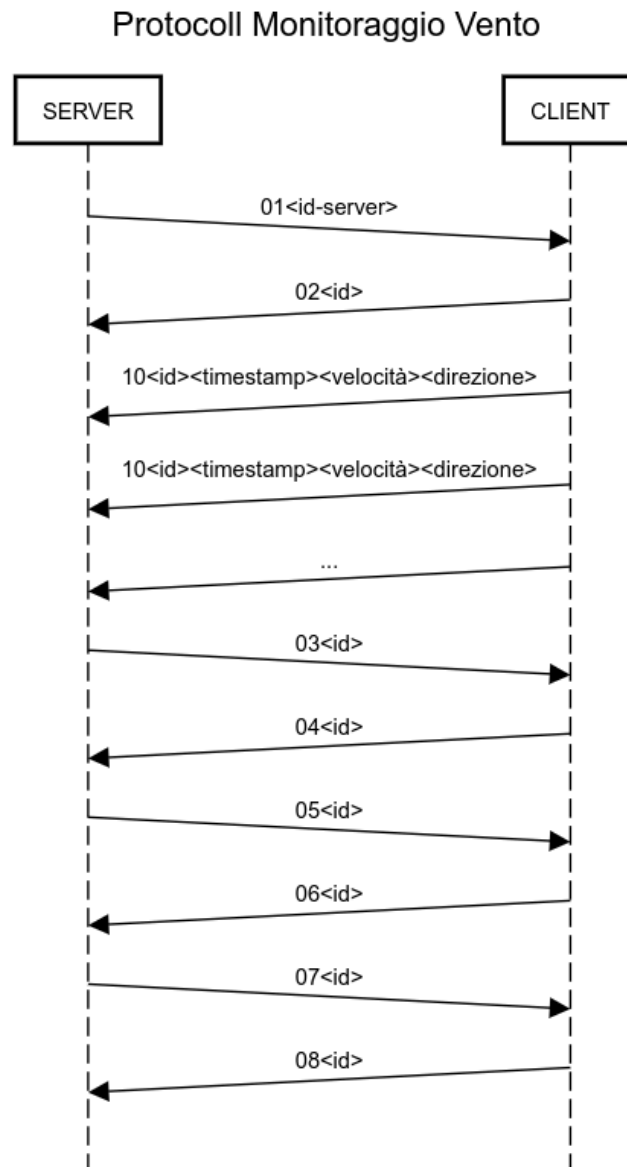 Protocoll Monitoraggio Vento
SERVER
CLIENT
01<id-server>
02<id>
10<id><timestamp><velocità><direzione>
10<id><timestamp><velocità><direzione>
...
03<id>
04<id>
05<id>
06<id>
07<id>
08<id>